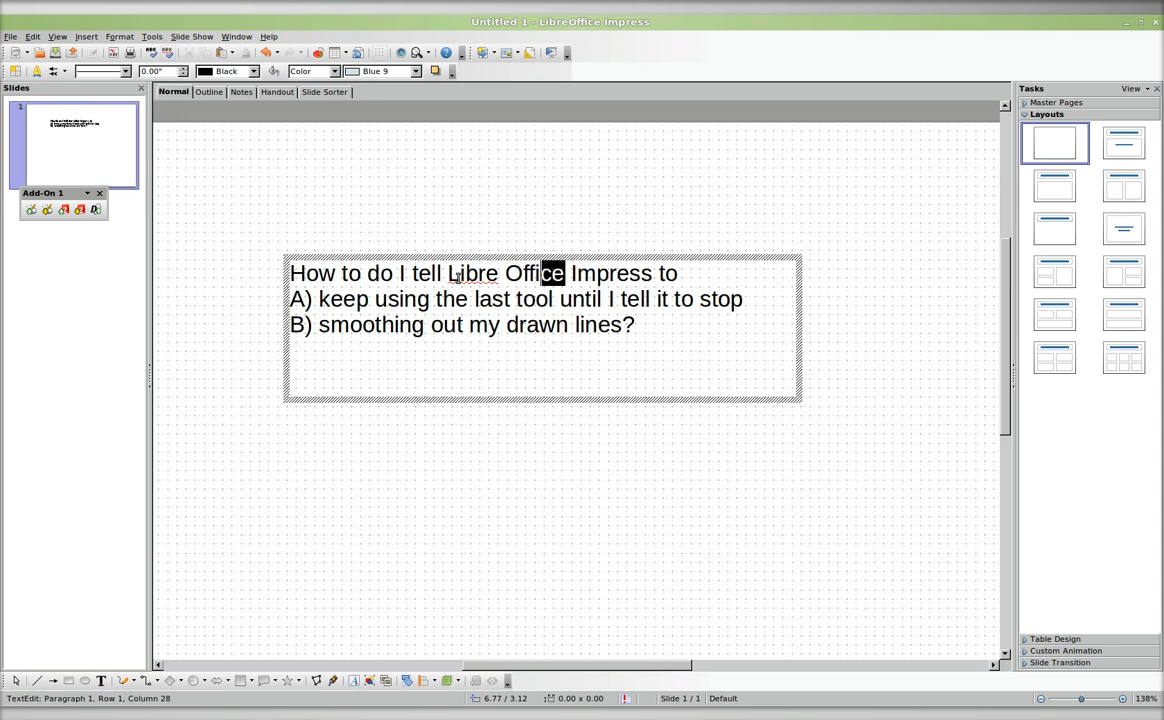 Untitled 1 - LibreOffice Impress
File Edit View Insert Format Tools Slide Show Window Help
0.00" Black Color Blue 9
Slides
Normal Outline Notes Handout Slide Sorter
Tasks View
1
Master Pages
Layouts
Add-On 1
How to do I tell Libre Office Impress to
A) keep using the last tool until I tell it to stop
B) smoothing out my drawn lines?
Table Design
Custom Animation
Slide Transition
TextEdit: Paragraph 1, Row 1, Column 28 6.77 / 3.12 0.00 x 0.00 Slide 1 / 1 Default 138%